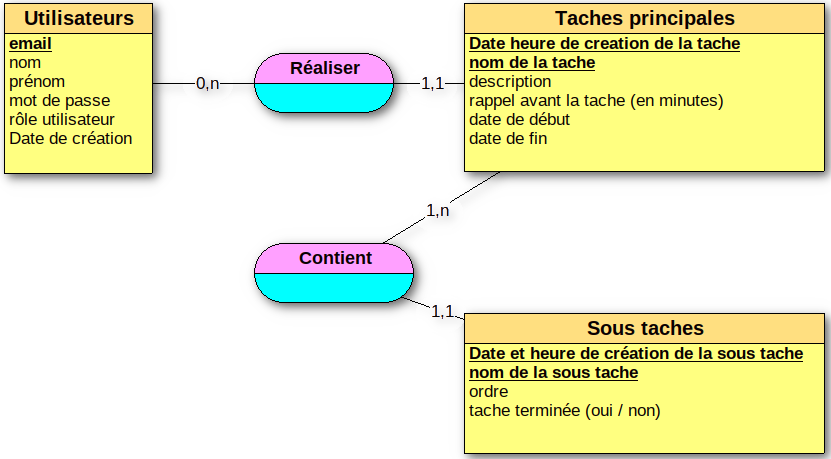 Utilisateurs
email
nom
prénom
mot de passe
rôle utilisateur
Date de création
0,n
Réaliser
1,1
Taches principales
Date heure de creation de la tache
nom de la tache
description
rappel avant la tache (en minutes)
date de début
date de fin
1,n
Contient
1,1
Sous taches
Date et heure de création de la sous tache
nom de la sous tache
ordre
tache terminée (oui / non)